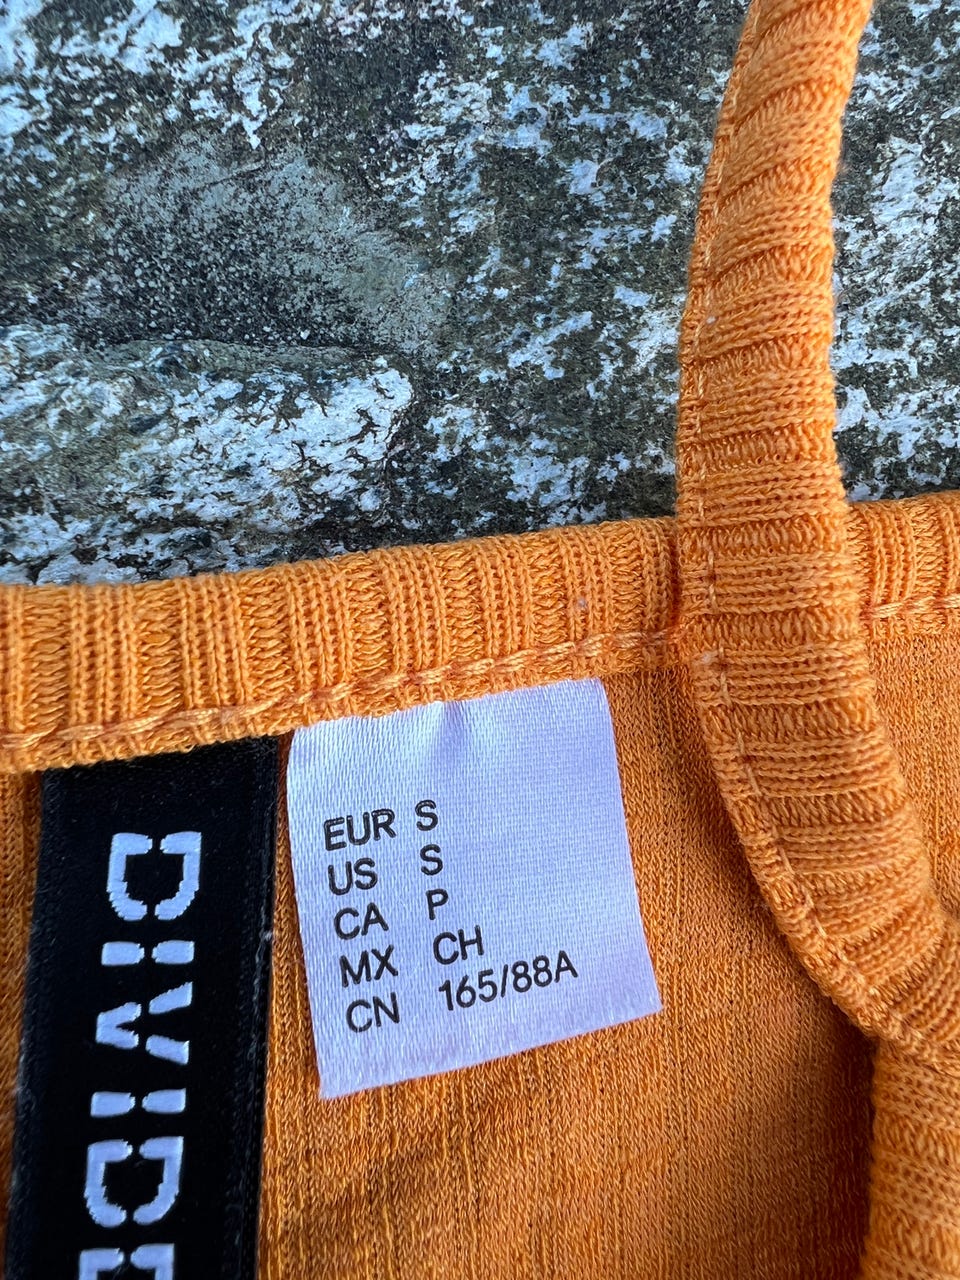 DIVIDE
EUR S
US S
CA P
MX CH
CN 165/88A